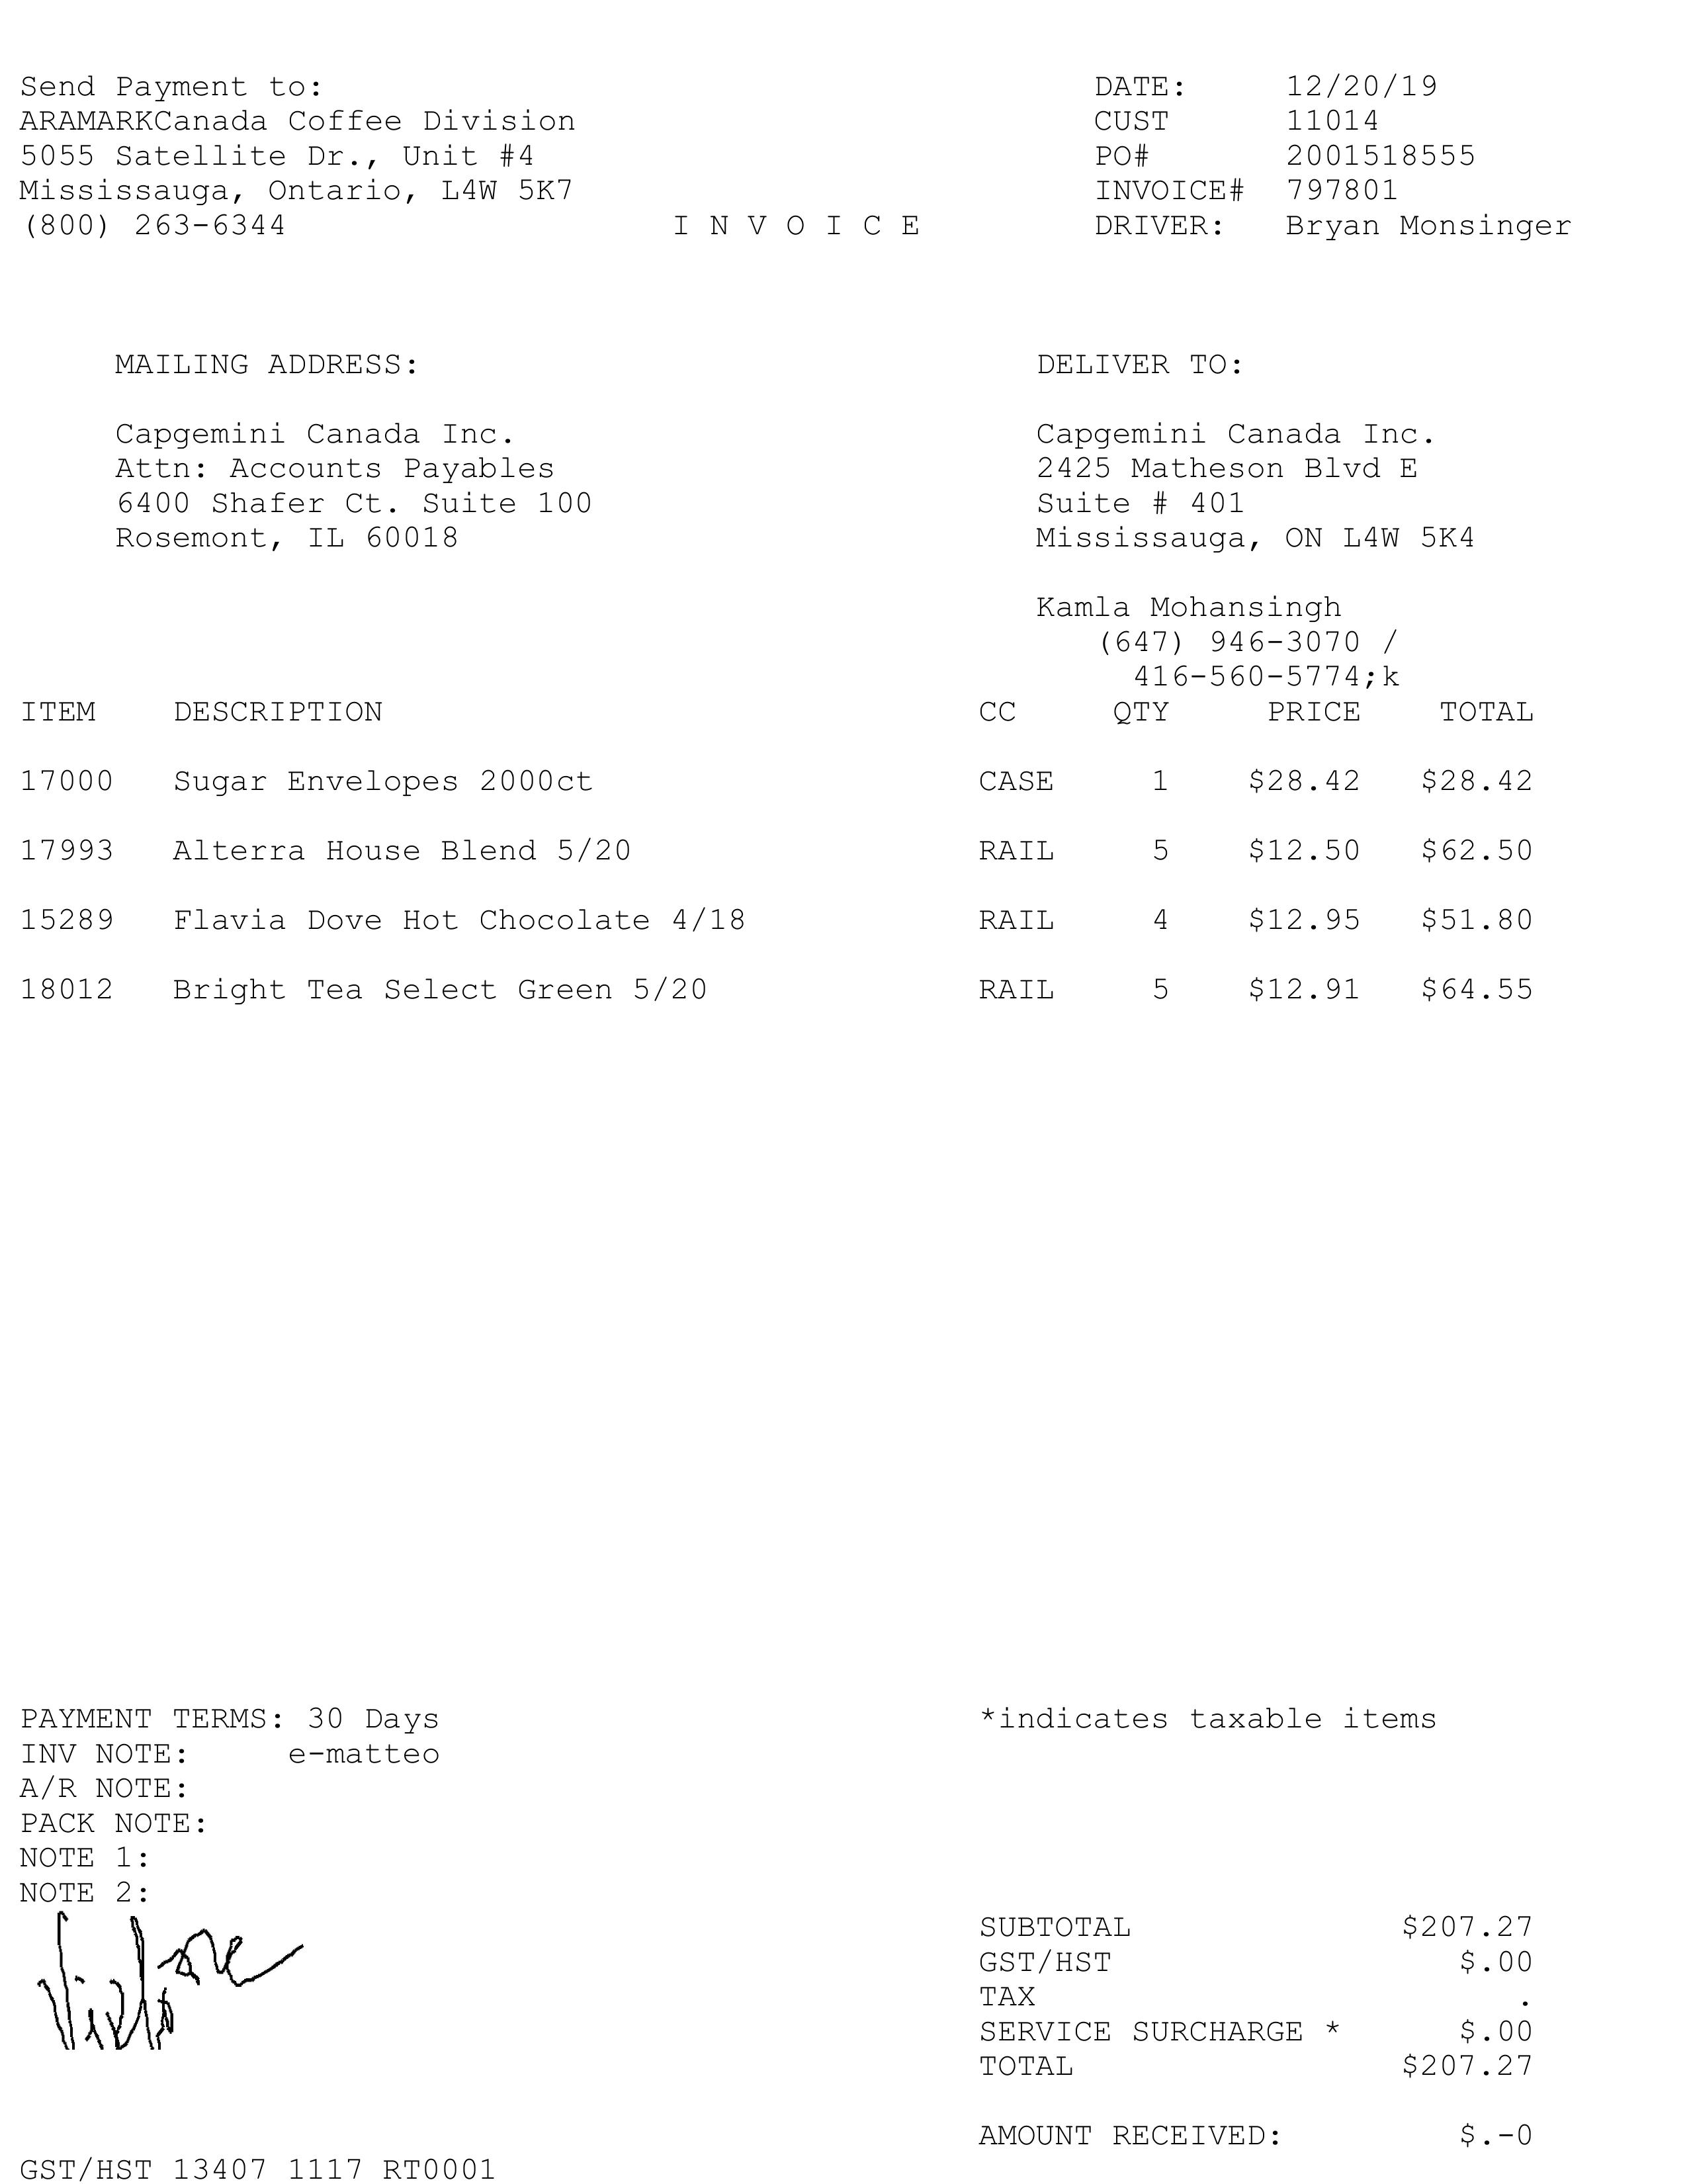 Send Payment to: DATE: 12/20/19
ARAMARKCanada Coffee Division CUST 11014
5055 Satellite Dr., Unit #4 PO# 2001518555
Mississauga, Ontario, L4W 5K7 INVOICE# 797801
(800) 263-6344 I N V O I C E DRIVER: Bryan Monsinger
MAILING ADDRESS: DELIVER TO:
Capgemini Canada Inc. Capgemini Canada Inc.
Attn: Accounts Payables 2425 Matheson Blvd E
6400 Shafer Ct. Suite 100 Suite # 401
Rosemont, IL 60018 Mississauga, ON L4W 5K4
Kamla Mohansingh
(647) 946-3070 /
416-560-5774;k
ITEM DESCRIPTION CC QTY PRICE TOTAL
17000 Sugar Envelopes 2000ct CASE 1 $28.42 $28.42
17993 Alterra House Blend 5/20 RAIL 5 $12.50 $62.50
15289 Flavia Dove Hot Chocolate 4/18 RAIL 4 $12.95 $51.80
18012 Bright Tea Select Green 5/20 RAIL 5 $12.91 $64.55
PAYMENT TERMS: 30 Days *indicates taxable items
INV NOTE: e-matteo
A/R NOTE:
PACK NOTE:
NOTE 1:
NOTE 2:
SUBTOTAL $207.27
GST/HST $.00
TAX .
SERVICE SURCHARGE * $.00
TOTAL $207.27
AMOUNT RECEIVED: $.-0
GST/HST 13407 1117 RT0001